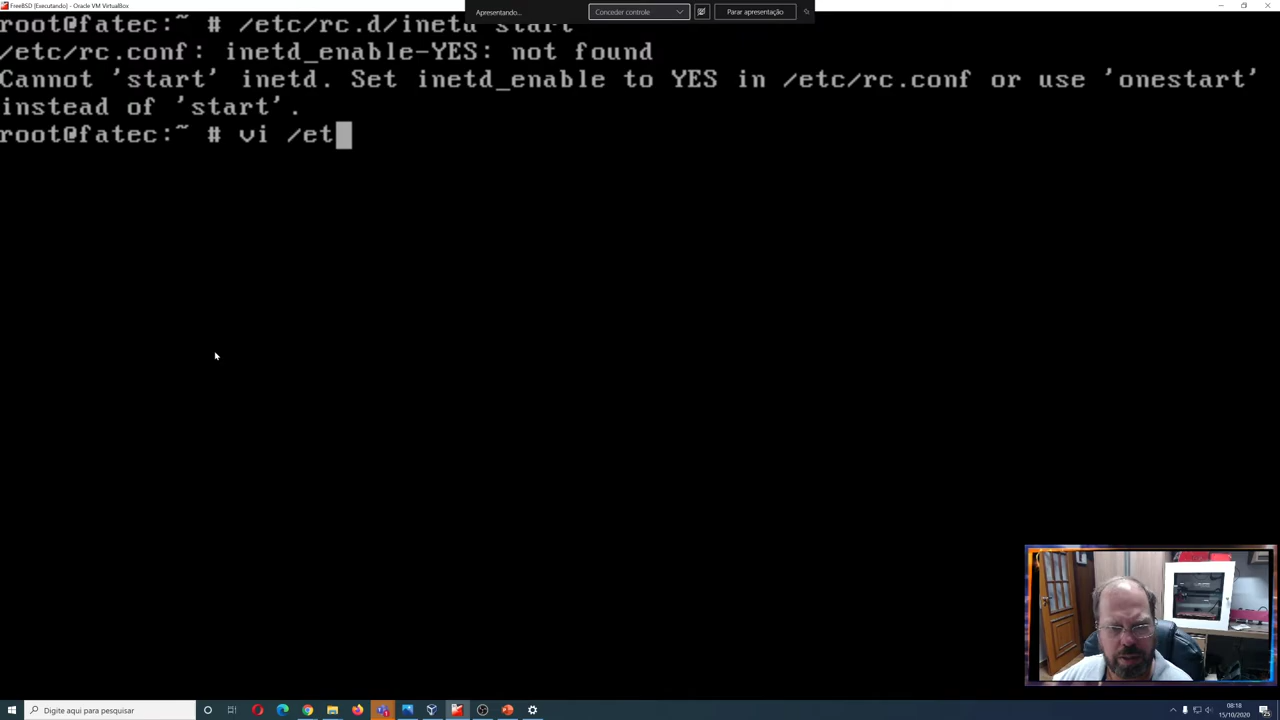 FreeBSD [Executando] - Oracle VM VirtualBox
Apresentando...
Conceder controle
Parar apresentação
root@fatec:~ # /etc/rc.d/inetd start
/etc/rc.conf: inetd_enable-YES: not found
Cannot 'start' inetd. Set inetd_enable to YES in /etc/rc.conf or use 'onestart'
instead of 'start'.
root@fatec:~ # vi /et
Digite aqui para pesquisar
08:18
15/10/2020